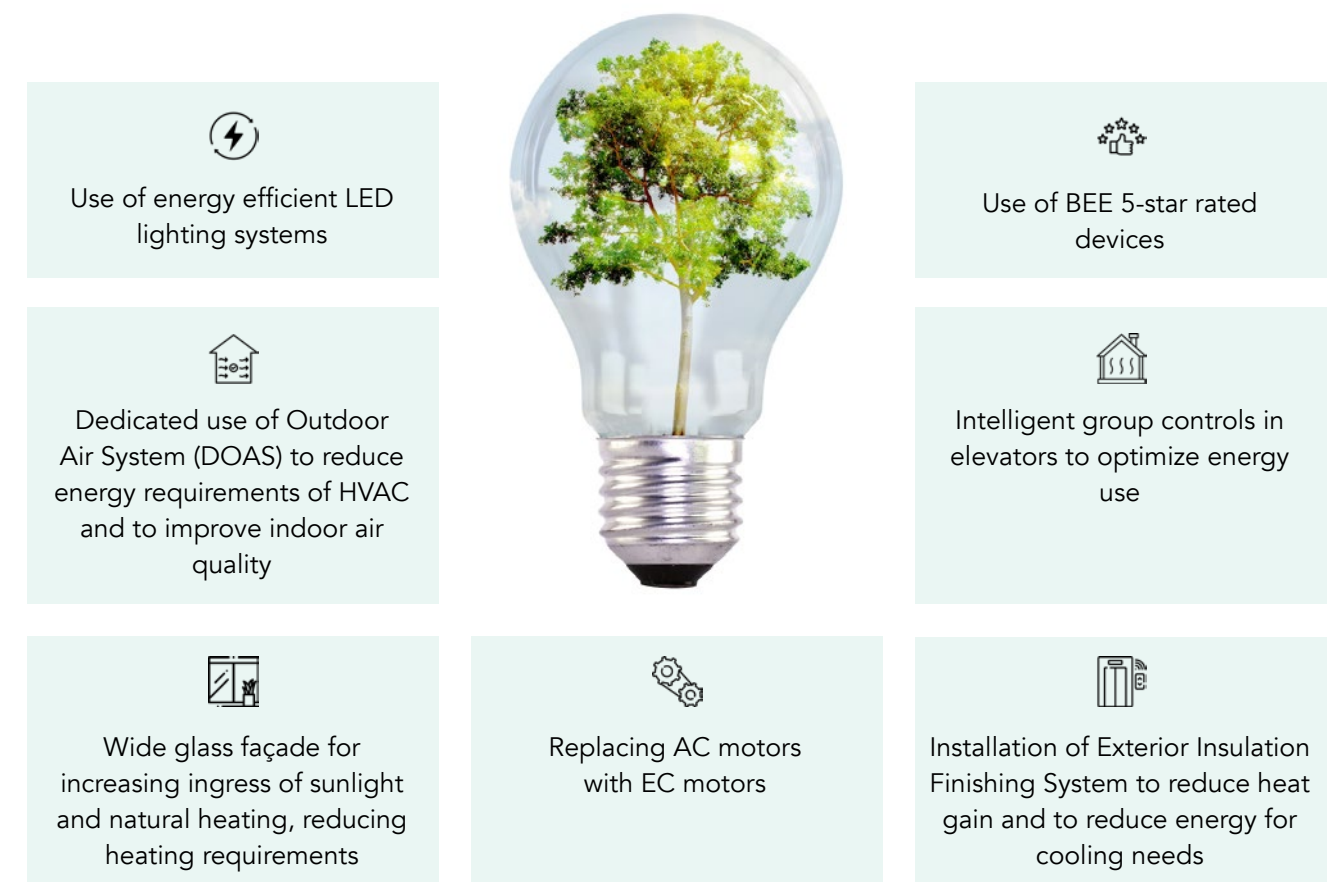 Use of energy efficient LED
lighting systems
Use of BEE 5-star rated
devices
Dedicated use of Outdoor
Air System (DOAS) to reduce
energy requirements of HVAC
and to improve indoor air
quality
Intelligent group controls in
elevators to optimize energy
use
Wide glass façade for
increasing ingress of sunlight
and natural heating, reducing
heating requirements
Replacing AC motors
with EC motors
Installation of Exterior Insulation
Finishing System to reduce heat
gain and to reduce energy for
cooling needs